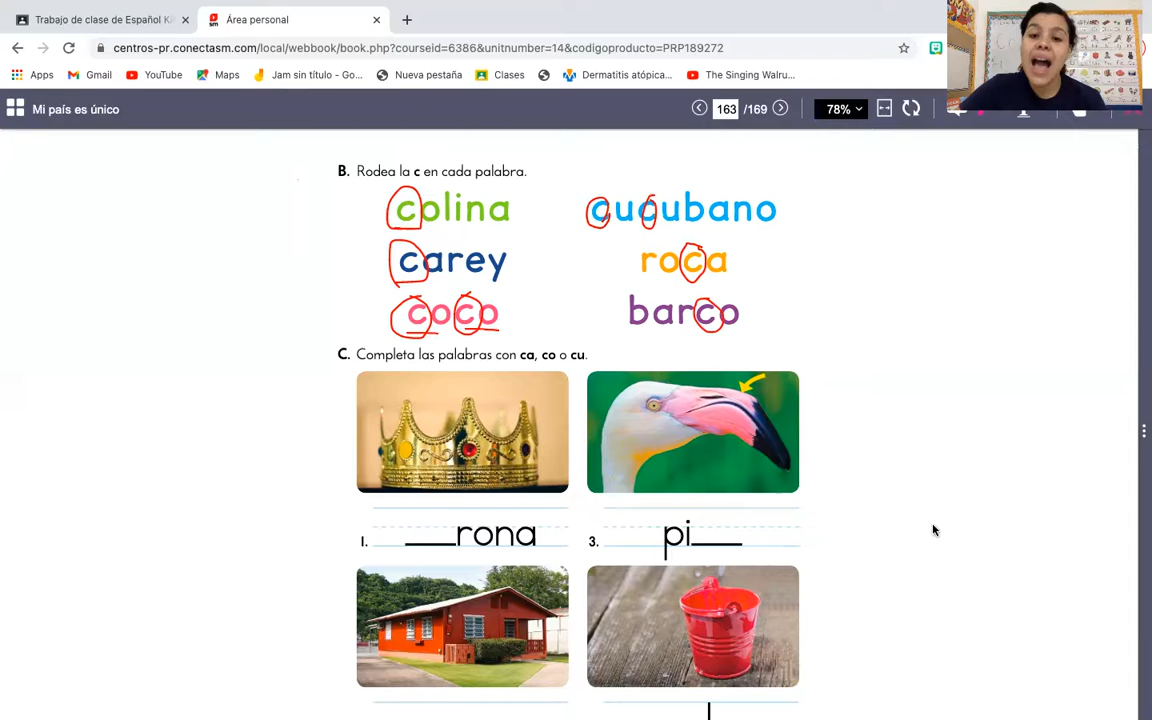 Trabajo de clase de Español Ki
Área personal
centros-pr.conectasm.com/local/webbook/book.php?courseid=6386&unitnumber=14&codigoproducto=PRP189272
Apps Gmail YouTube Maps Jam sin título - Go... Nueva pestaña Clases Dermatitis atópica... The Singing Walru...
Mi país es único 163 /169 78%
B. Rodea la c en cada palabra.
colina cucubano
carey roca
coco barco
C. Completa las palabras con ca, co o cu.
1. ___rona 3. pi___